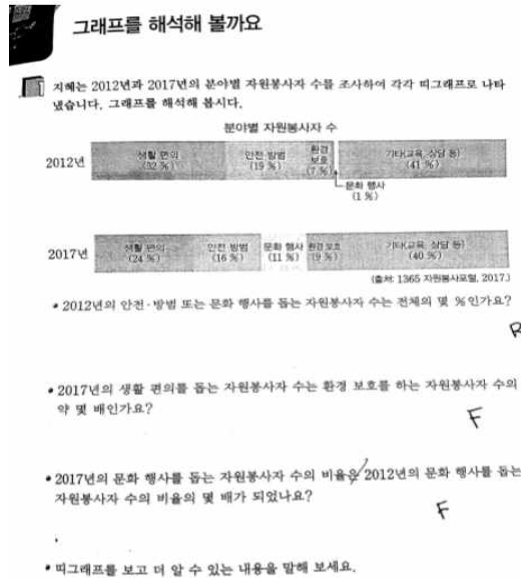 그래프를 해석해 볼까요
지혜는 2012년과 2017년의 분야별 자원봉사자 수를 조사하여 각각 띠그래프로 나타
냈습니다. 그래프를 해석해 봅시다.
분야별 자원봉사자 수
2012년
생활 편의
(32 %)
안전·방범
(19 %)
환경
보호
(7 %)
기타(교육, 상담 등)
(41 %)
문화 행사
(1 %)
2017년
생활 편의
(24 %)
안전·방범
(16 %)
문화 행사
(11 %)
환경 보호
(9 %)
기타(교육, 상담 등)
(40 %)
(출처: 1365 자원봉사포털, 2017.)
• 2012년의 안전·방범 또는 문화 행사를 돕는 자원봉사자 수는 전체의 몇 %인가요?
R
• 2017년의 생활 편의를 돕는 자원봉사자 수는 환경 보호를 하는 자원봉사자 수의
약 몇 배인가요?
F
• 2017년의 문화 행사를 돕는 자원봉사자 수의 비율은 2012년의 문화 행사를 돕는
자원봉사자 수의 비율의 몇 배가 되었나요?
F
• 띠그래프를 보고 더 알 수 있는 내용을 말해 보세요.